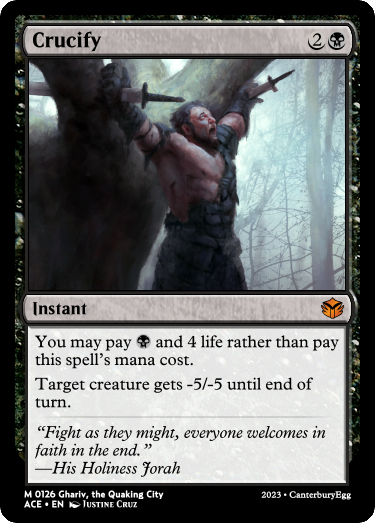 Crucify 2
Instant
You may pay and 4 life rather than pay
this spell's mana cost.
Target creature gets -5/-5 until end of
turn.
"Fight as they might, everyone welcomes in
faith in the end."
—His Holiness Jorah
M 0126 Ghariv, the Quaking City
ACE • EN Justine Cruz
2023 • CanterburyEgg